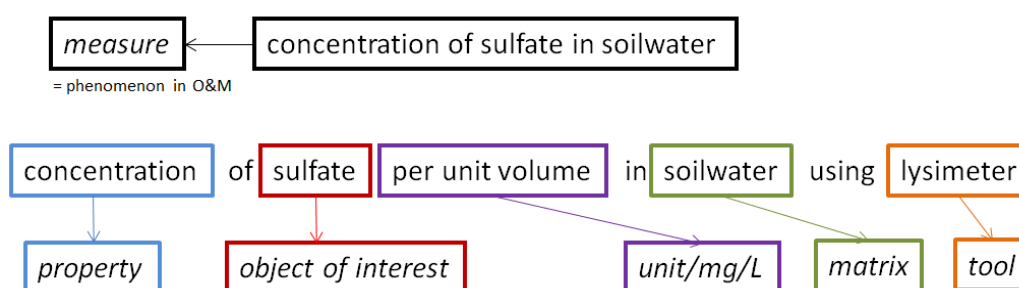 measure concentration of sulfate in soilwater
= phenomenon in O&M
concentration of sulfate per unit volume in soilwater using lysimeter
property object of interest unit/mg/L matrix tool